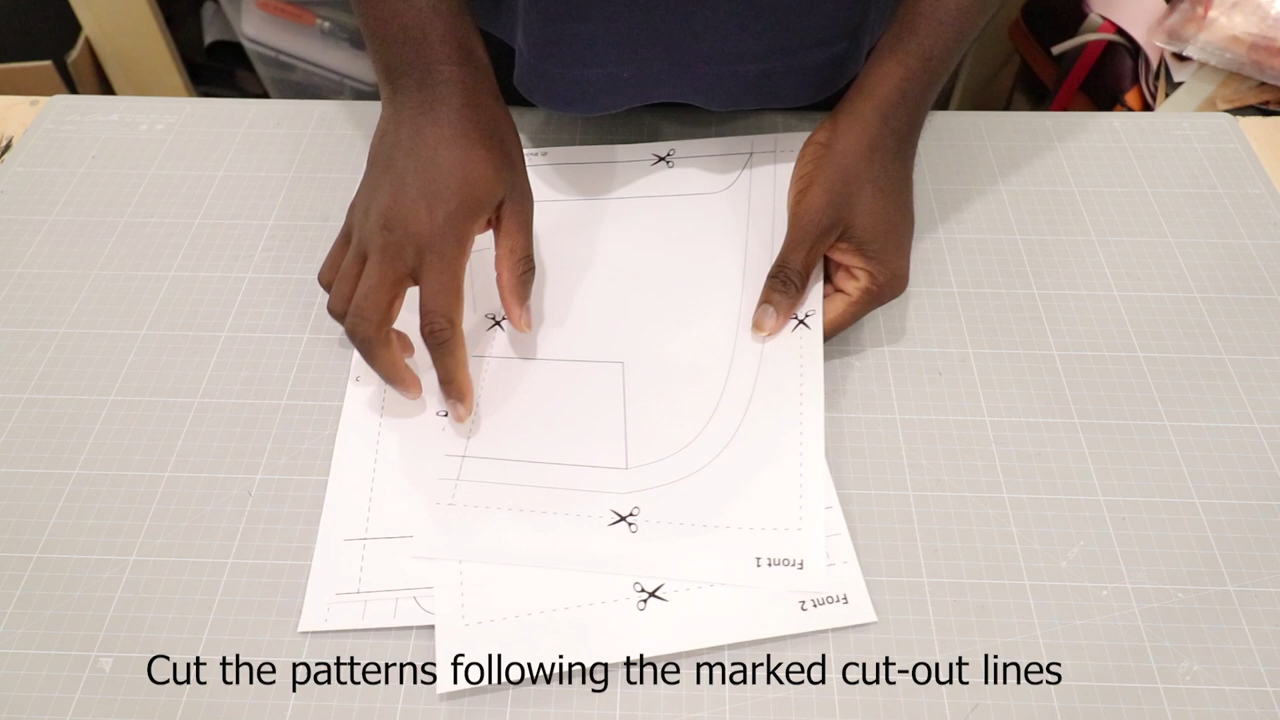 Front 1
Front 2
Cut the patterns following the marked cut-out lines